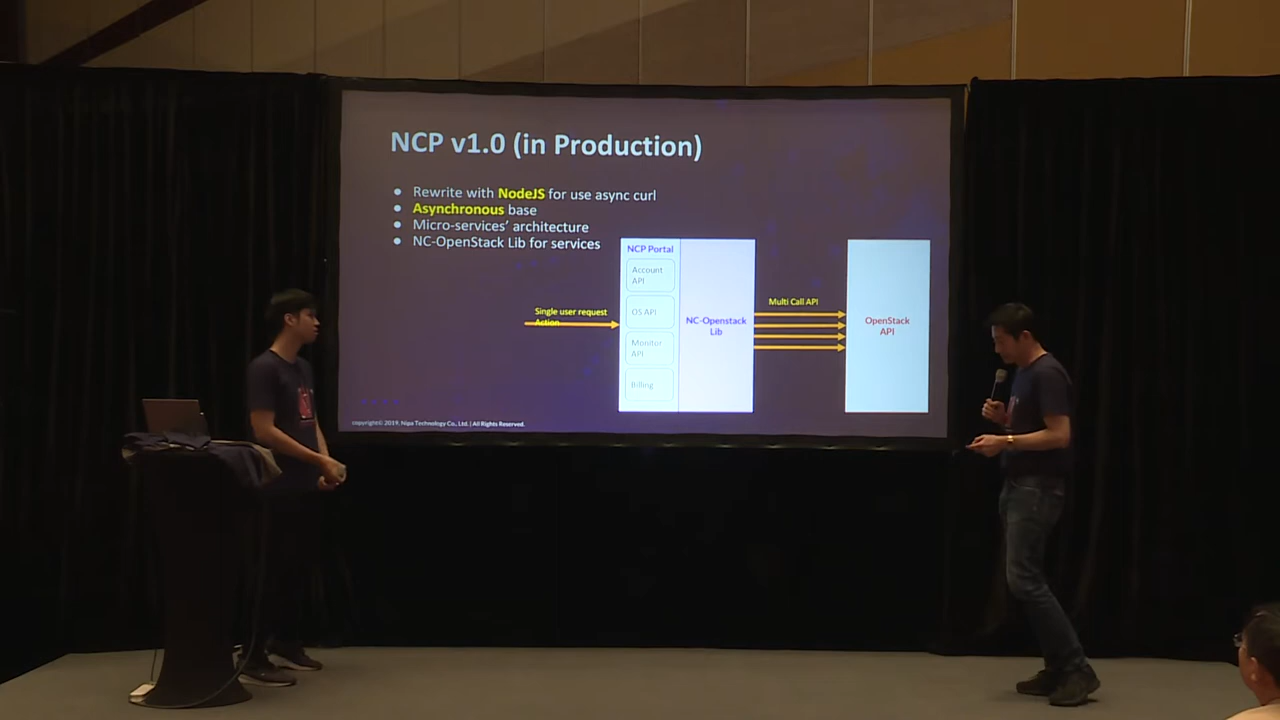 NCP v1.0 (in Production)
● Rewrite with NodeJS for use async curl
● Asynchronous base
● Micro-services’ architecture
● NC-OpenStack Lib for services
NCP Portal
Account
API
OS API
Monitor
API
Billing
Single user request
Action
NC-Openstack
Lib
Multi Call API
OpenStack
API
copyright© 2019, Nipa Technology Co., Ltd. | All Rights Reserved.